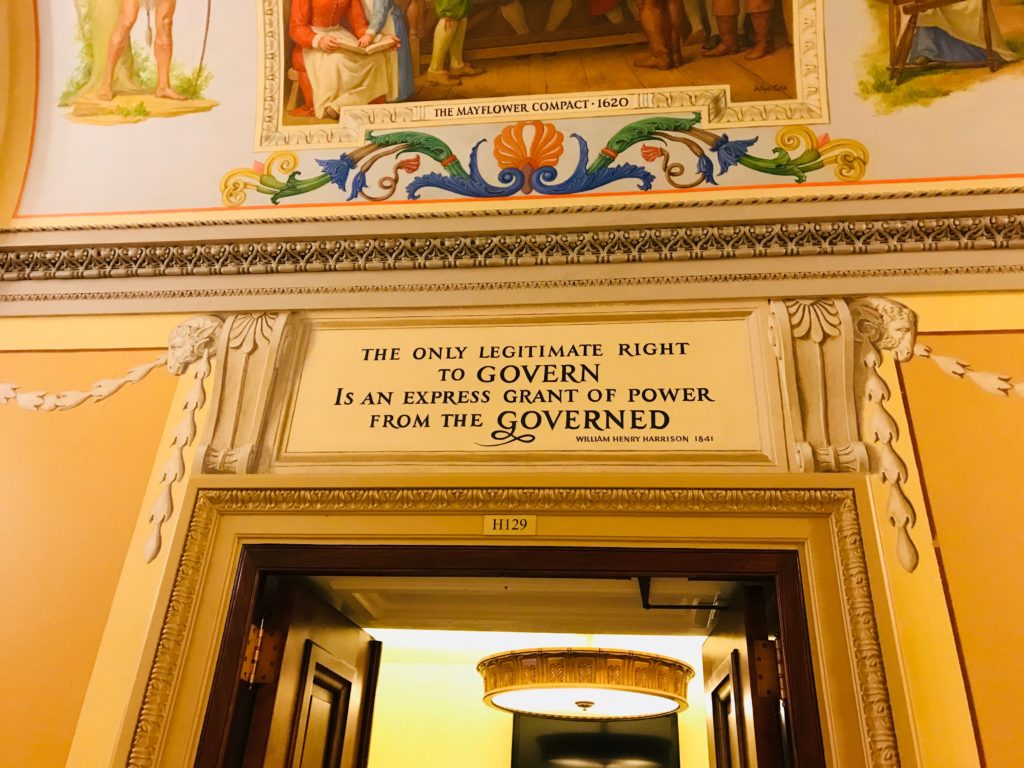 THE MAYFLOWER COMPACT · 1620
THE ONLY LEGITIMATE RIGHT
TO GOVERN
IS AN EXPRESS GRANT OF POWER
FROM THE GOVERNED
WILLIAM HENRY HARRISON 1841
H129